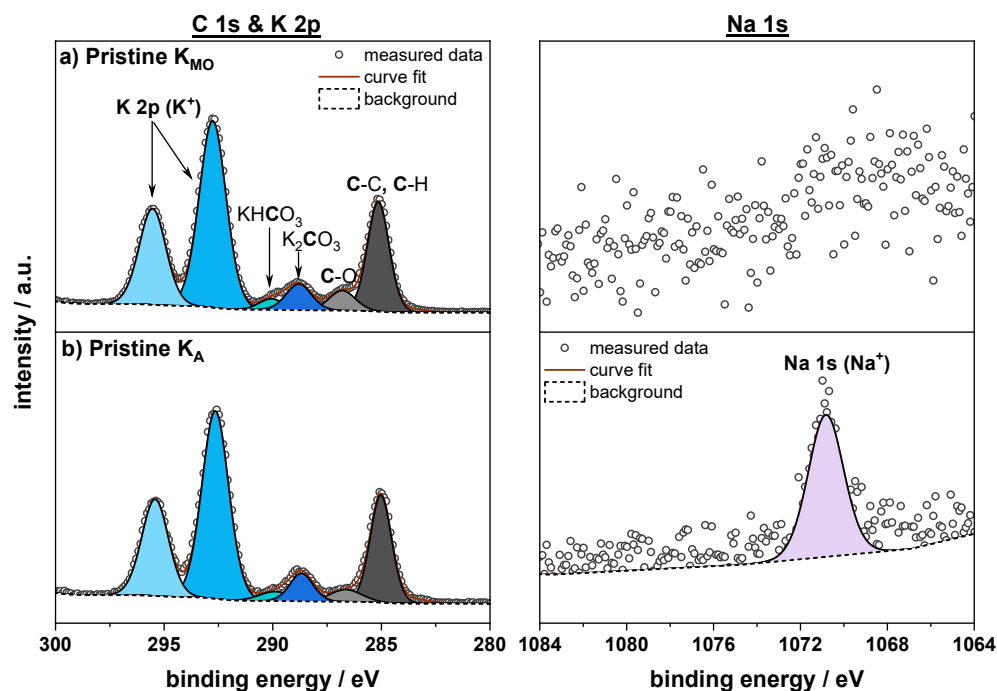 C 1s & K 2p
Na 1s
a) Pristine K_MO
measured data
curve fit
background
K 2p (K⁺)
C-C, C-H
KHCO₃
K₂CO₃
C-O
b) Pristine K_A
measured data
curve fit
background
Na 1s (Na⁺)
intensity / a.u.
300 295 290 285 280
1084 1080 1076 1072 1068 1064
binding energy / eV
binding energy / eV